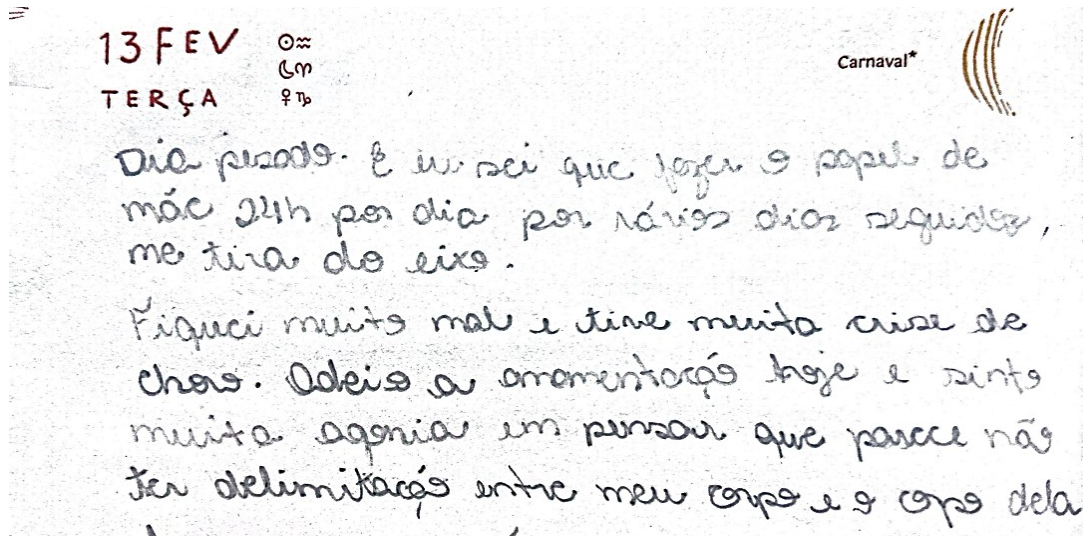 13 FEV ☉♒
☾♈
Carnaval*
TERÇA ♀♑
Dia pesado. E eu sei que fazer o papel de
mãe 24h por dia por vários dias seguidos,
me tira do eixo.
Fiquei muito mal e tive muita crise de
choro. Odeio a amamentação hoje e sinto
muita agonia em pensar que parece não
ter delimitação entre meu corpo e o corpo dela